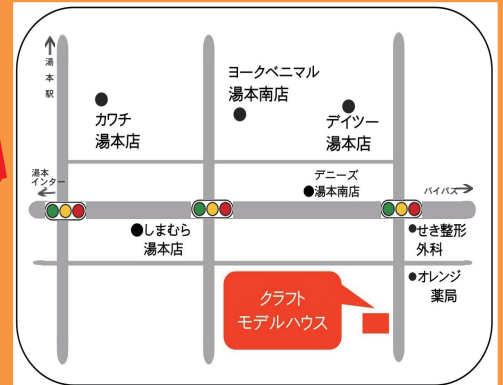 湯
本
駅
ヨークベニマル
湯本南店
カワチ
湯本店
デイツー
湯本店
湯本
インター
デニーズ
湯本南店
バイパス
しまむら
湯本店
せき整形
外科
オレンジ
薬局
クラフト
モデルハウス